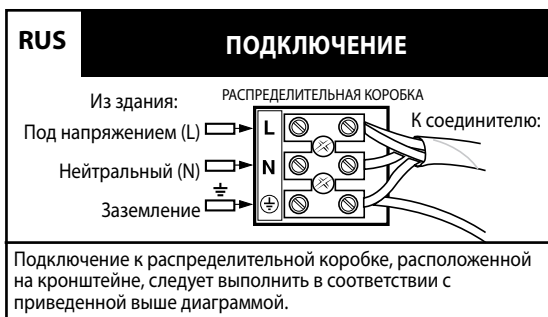 RUS
ПОДКЛЮЧЕНИЕ
Из здания:
РАСПРЕДЕЛИТЕЛЬНАЯ КОРОБКА
К соединителю:
Под напряжением (L)
L
Нейтральный (N)
N
Заземление
Подключение к распределительной коробке, расположенной
на кронштейне, следует выполнить в соответствии с
приведенной выше диаграммой.